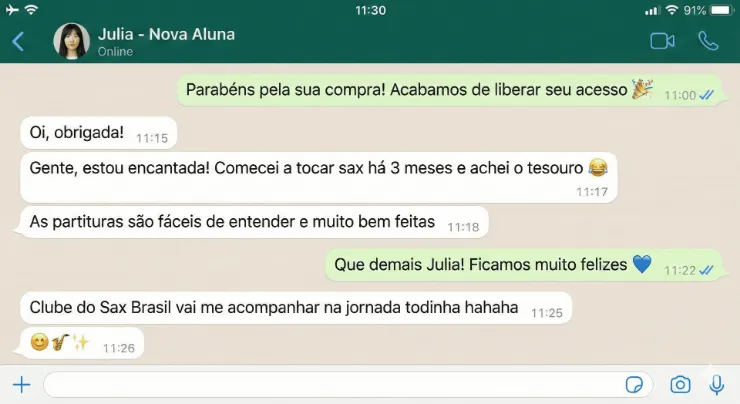 11:30
91%
Julia - Nova Aluna
Online
Parabéns pela sua compra! Acabamos de liberar seu acesso 🎉 11:00
Oi, obrigada! 11:15
Gente, estou encantada! Comecei a tocar sax há 3 meses e achei o tesouro 😂
11:17
As partituras são fáceis de entender e muito bem feitas 11:18
Que demais Julia! Ficamos muito felizes 💙 11:22
Clube do Sax Brasil vai me acompanhar na jornada todinha hahaha 11:25
😊🎷✨ 11:26